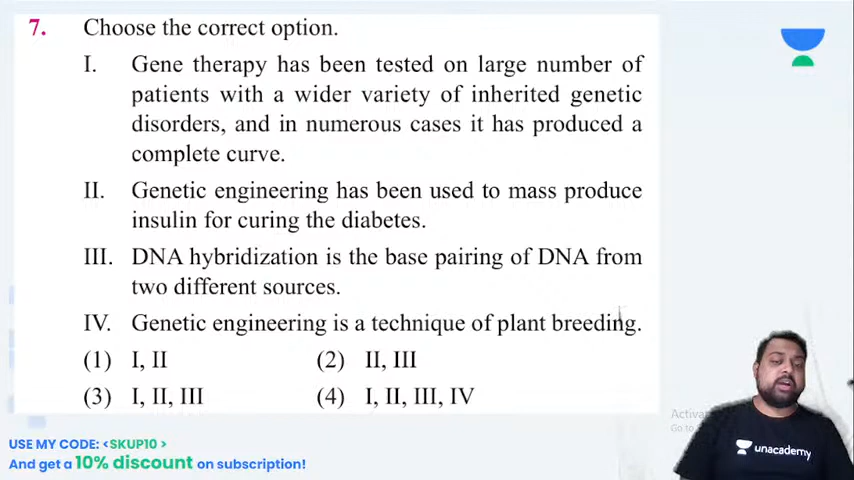 7. Choose the correct option.
I. Gene therapy has been tested on large number of
patients with a wider variety of inherited genetic
disorders, and in numerous cases it has produced a
complete curve.
II. Genetic engineering has been used to mass produce
insulin for curing the diabetes.
III. DNA hybridization is the base pairing of DNA from
two different sources.
IV. Genetic engineering is a technique of plant breeding.
(1) I, II (2) II, III
(3) I, II, III (4) I, II, III, IV
USE MY CODE: <SKUP10 >
And get a 10% discount on subscription!
unacademy